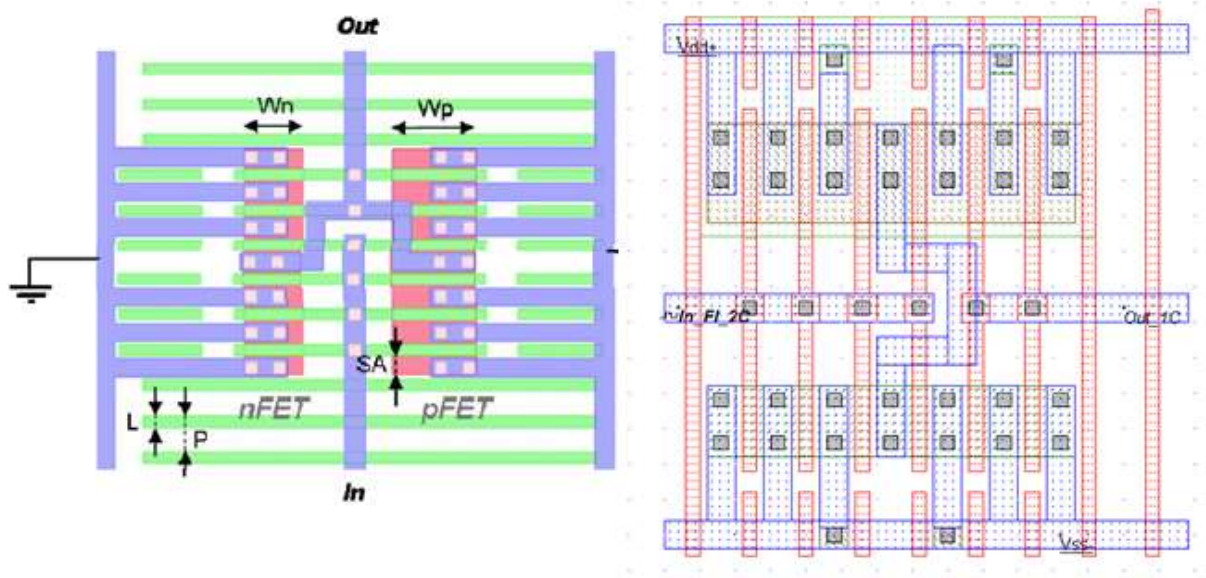 Out
Wn
Wp
SA
nFET
pFET
L
P
In
Vdd+
In_FI_2C
Out_1C
Vss-